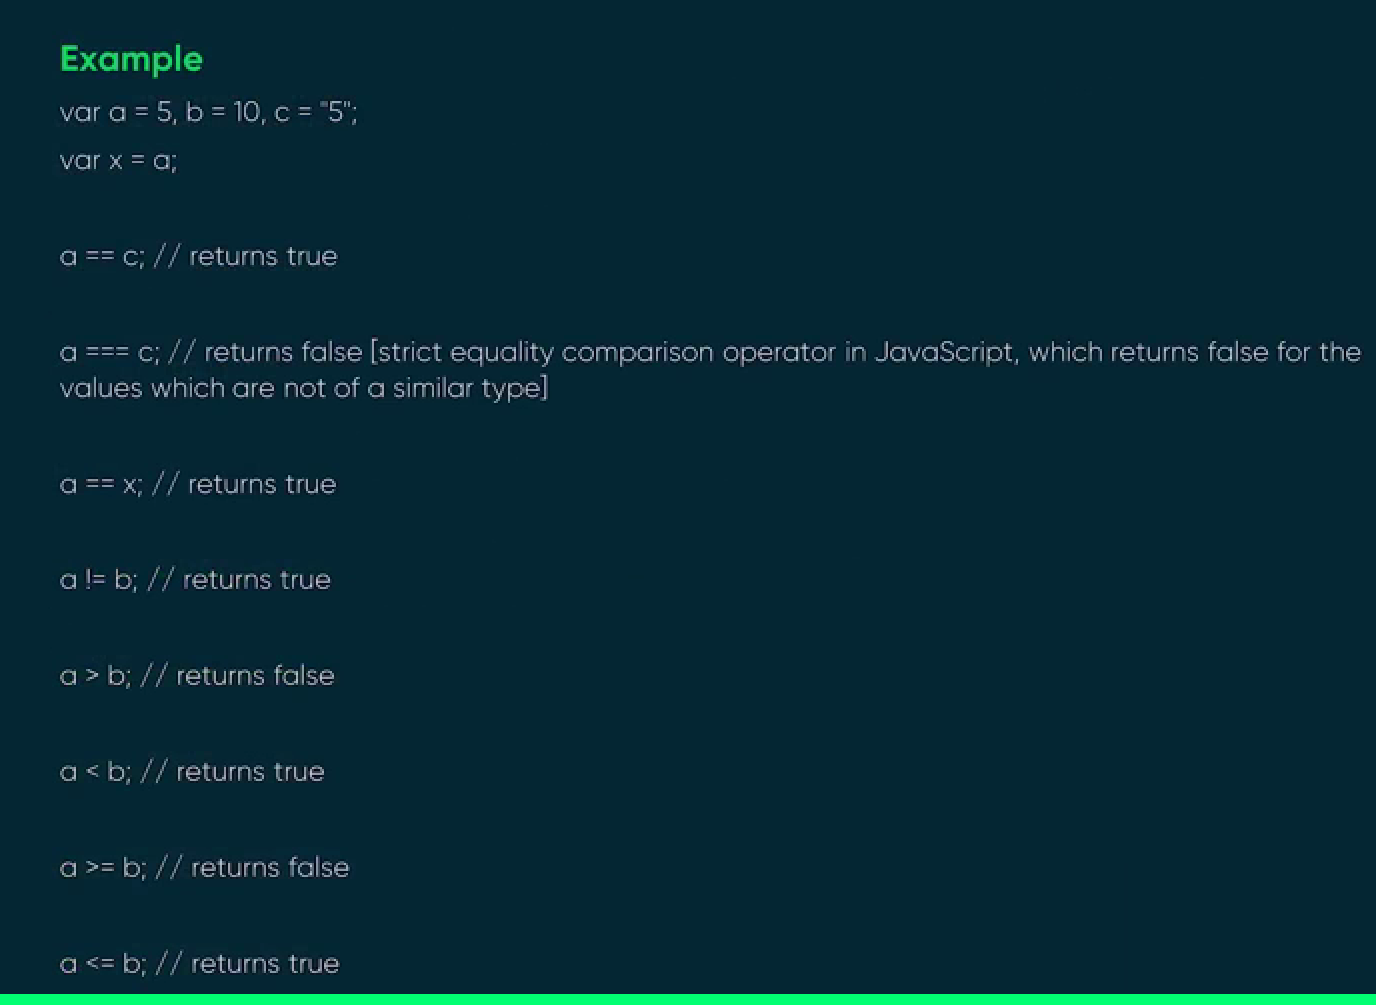 Example
var a = 5, b = 10, c = "5";
var x = a;
a == c; // returns true
a === c; // returns false [strict equality comparison operator in JavaScript, which returns false for the
values which are not of a similar type]
a == x; // returns true
a != b; // returns true
a > b; // returns false
a < b; // returns true
a >= b; // returns false
a <= b; // returns true